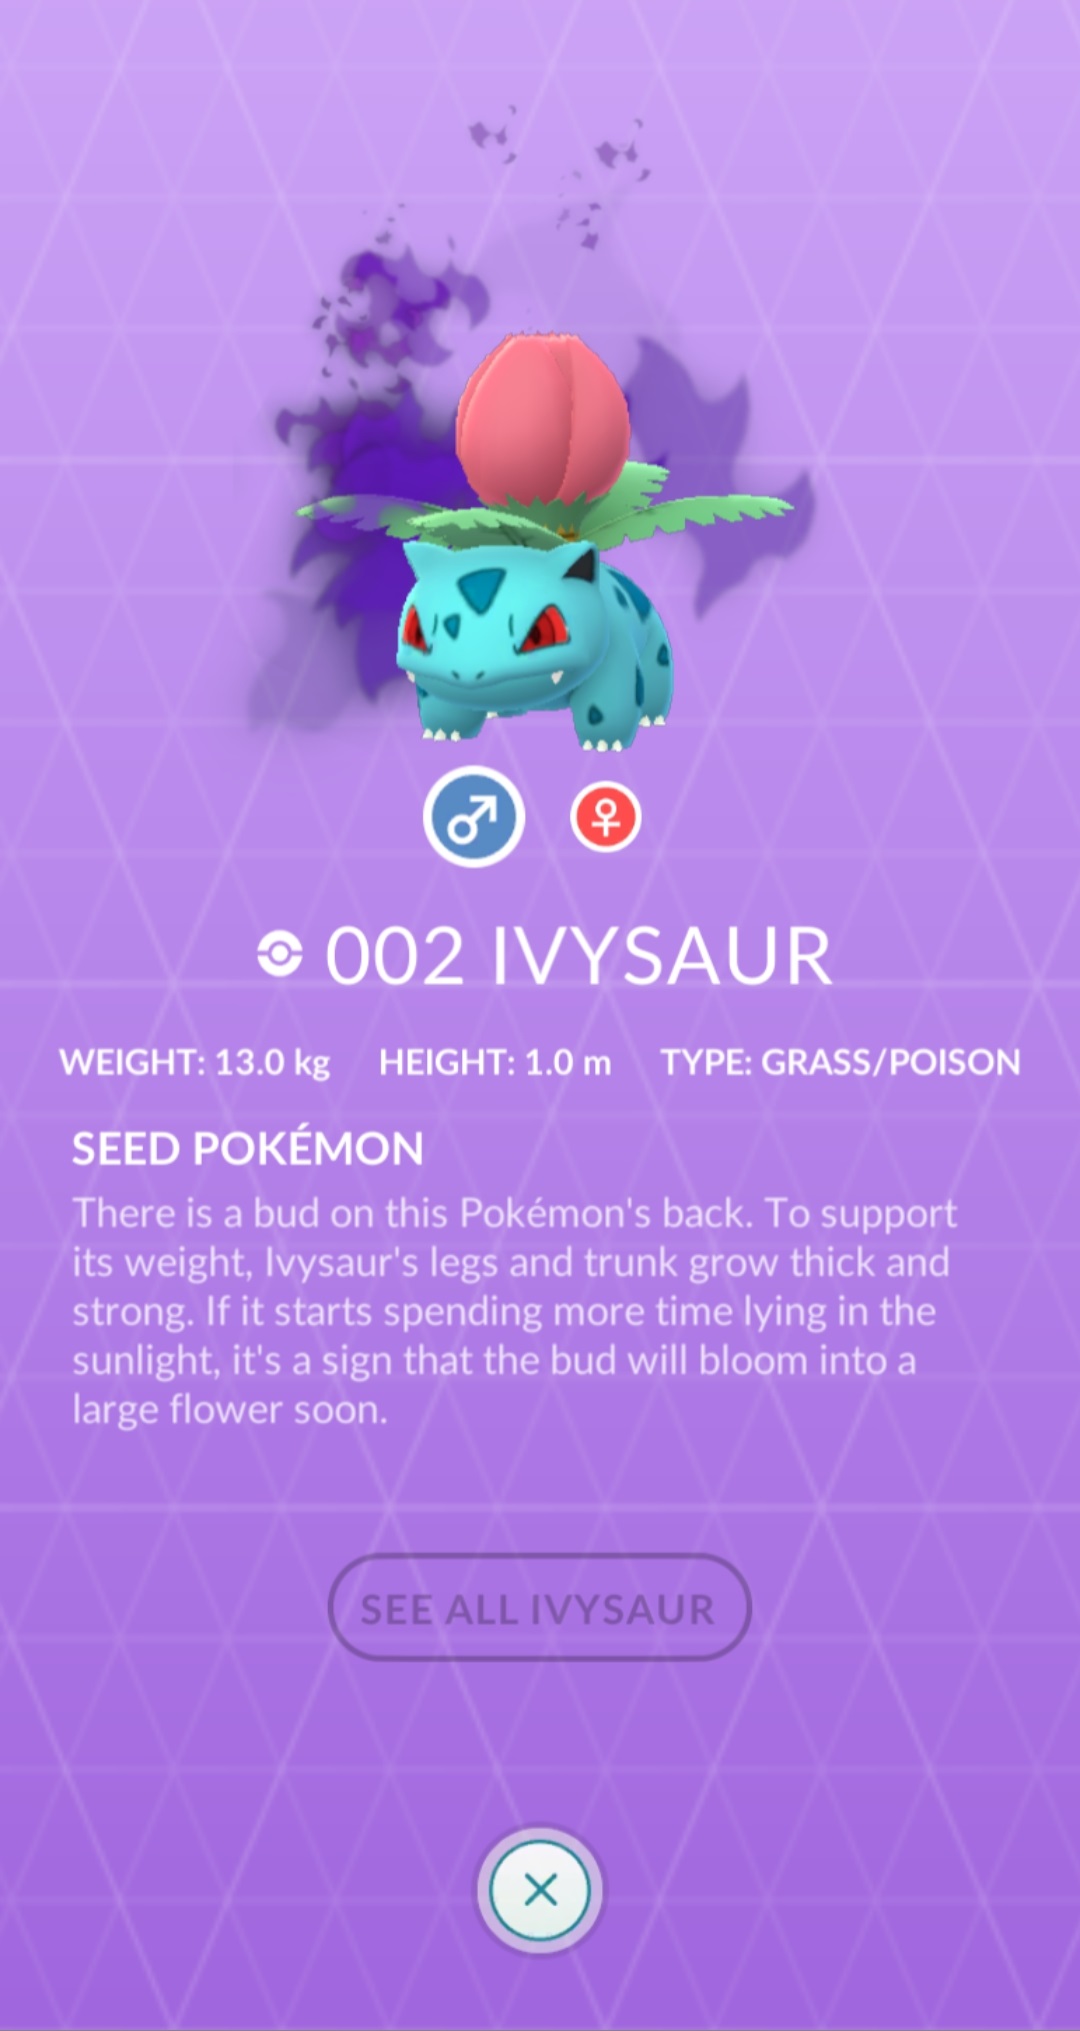 002 IVYSAUR
WEIGHT: 13.0 kg HEIGHT: 1.0 m TYPE: GRASS/POISON
SEED POKÉMON
There is a bud on this Pokémon's back. To support
its weight, Ivysaur's legs and trunk grow thick and
strong. If it starts spending more time lying in the
sunlight, it's a sign that the bud will bloom into a
large flower soon.
SEE ALL IVYSAUR